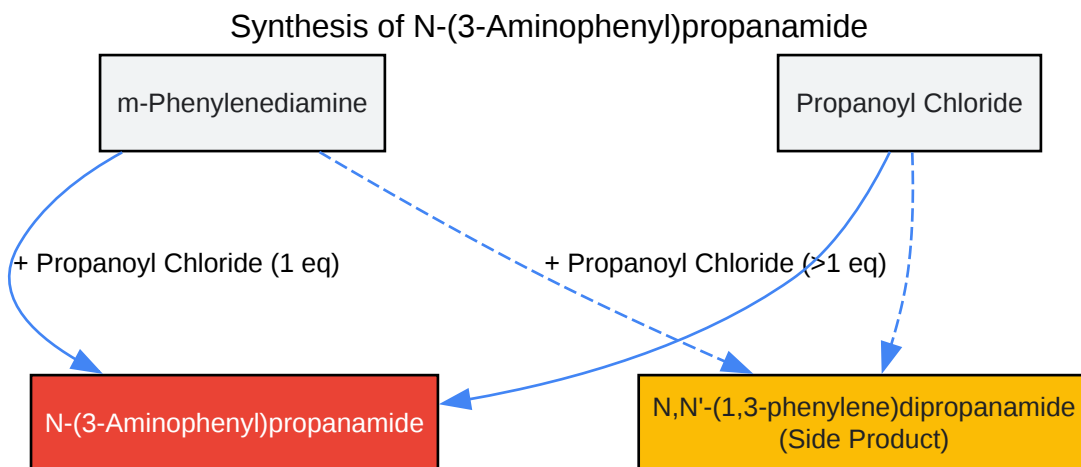 Synthesis of N-(3-Aminophenyl)propanamide
m-Phenylenediamine
Propanoyl Chloride
+ Propanoyl Chloride (1 eq)
+ Propanoyl Chloride (>1 eq)
N-(3-Aminophenyl)propanamide
N,N'-(1,3-phenylene)dipropanamide
(Side Product)